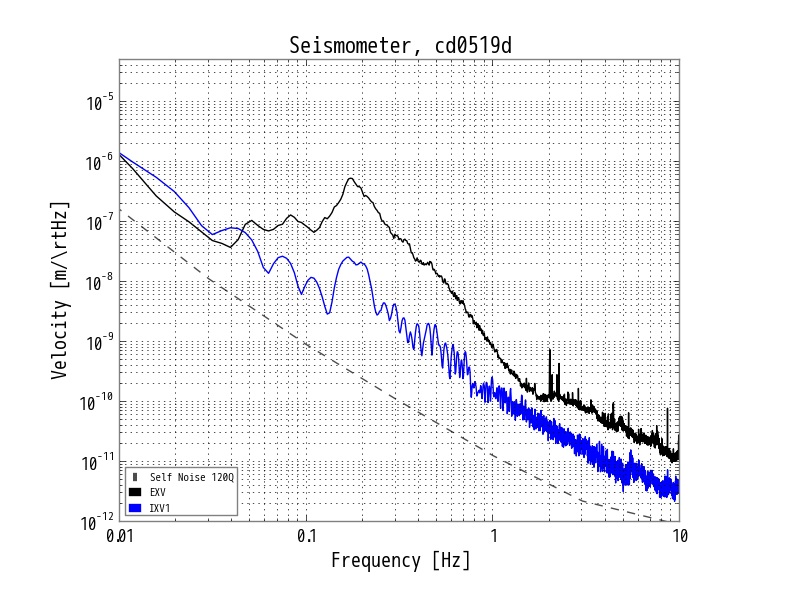 Seismometer, cd0519d
Velocity [m/\rtHz]
10^-5
10^-6
10^-7
10^-8
10^-9
10^-10
10^-11
10^-12
Self Noise 120Q
EXV
IXV1
0.01
0.1
1
10
Frequency [Hz]